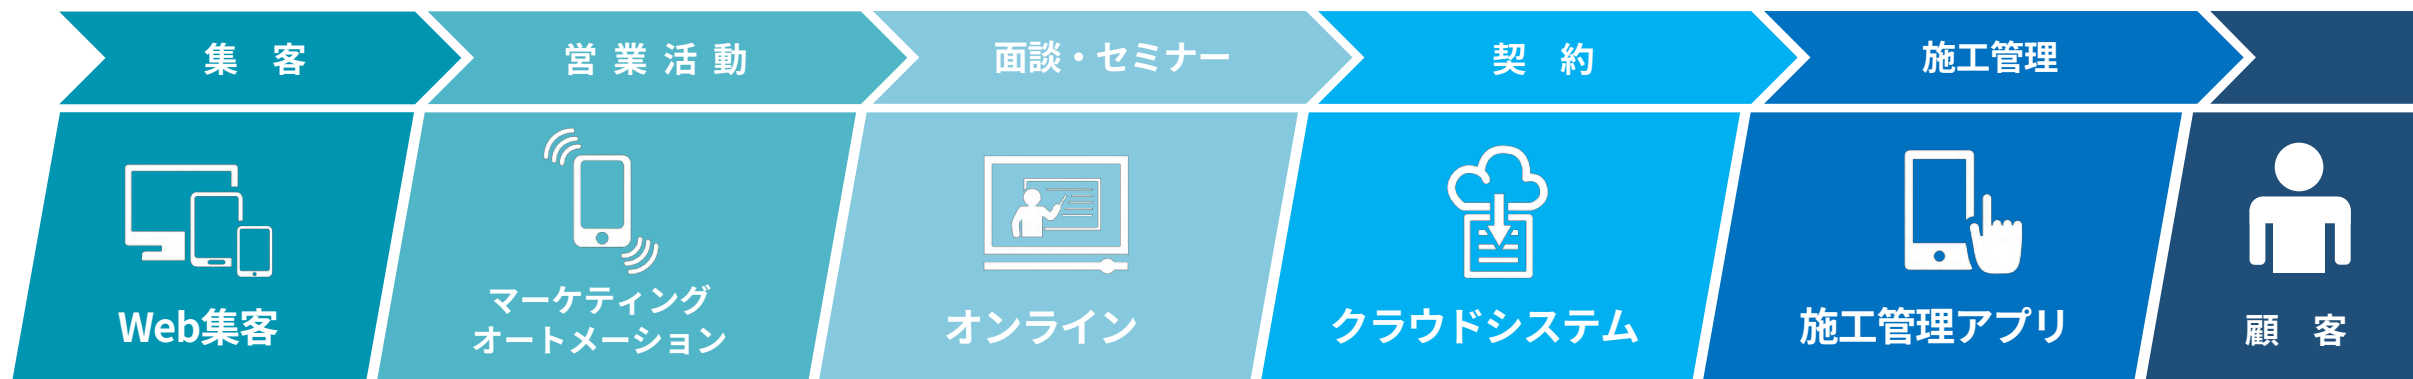 集　客
営 業 活 動
面談・セミナー
契　約
施工管理
Web集客
マーケティング
オートメーション
オンライン
クラウドシステム
施工管理アプリ
顧　客